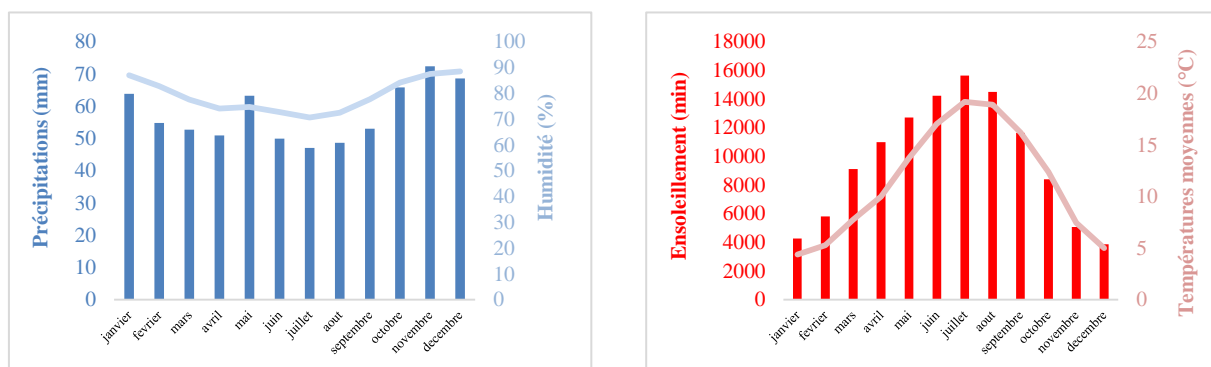 Précipitations (mm)
80
70
60
50
40
30
20
10
0
100
90
80
70
60
50
40
30
20
10
0
Humidité (%)
janvier
fevrier
mars
avril
mai
juin
juillet
aout
septembre
octobre
novembre
decembre
Ensoleillement (min)
18000
16000
14000
12000
10000
8000
6000
4000
2000
0
25
20
15
10
5
0
Températures moyennes (°C)
janvier
fevrier
mars
avril
mai
juin
juillet
aout
septembre
octobre
novembre
decembre